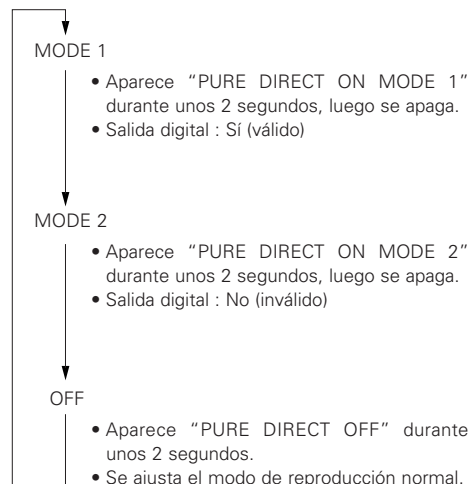 MODE 1
• Aparece “PURE DIRECT ON MODE 1”
durante unos 2 segundos, luego se apaga.
• Salida digital : Sí (válido)
MODE 2
• Aparece “PURE DIRECT ON MODE 2”
durante unos 2 segundos, luego se apaga.
• Salida digital : No (inválido)
OFF
• Aparece “PURE DIRECT OFF” durante
unos 2 segundos.
• Se ajusta el modo de reproducción normal.